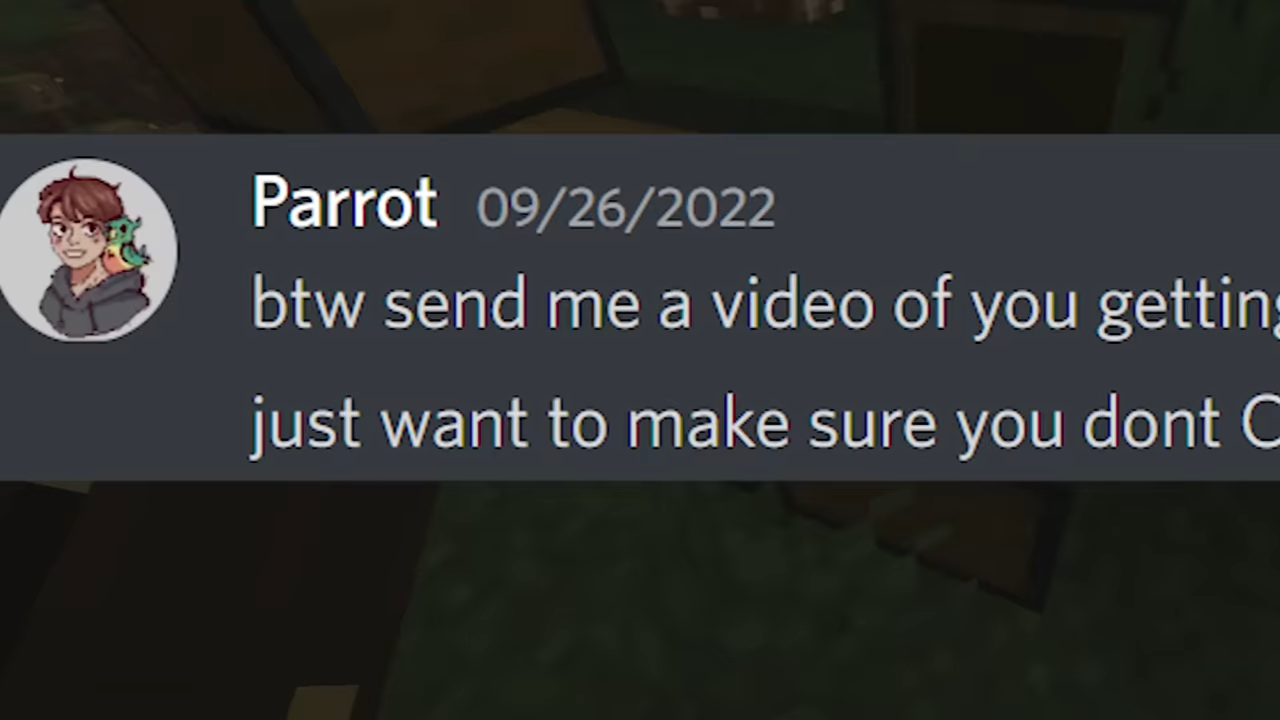 Parrot 09/26/2022
btw send me a video of you getting
just want to make sure you dont C